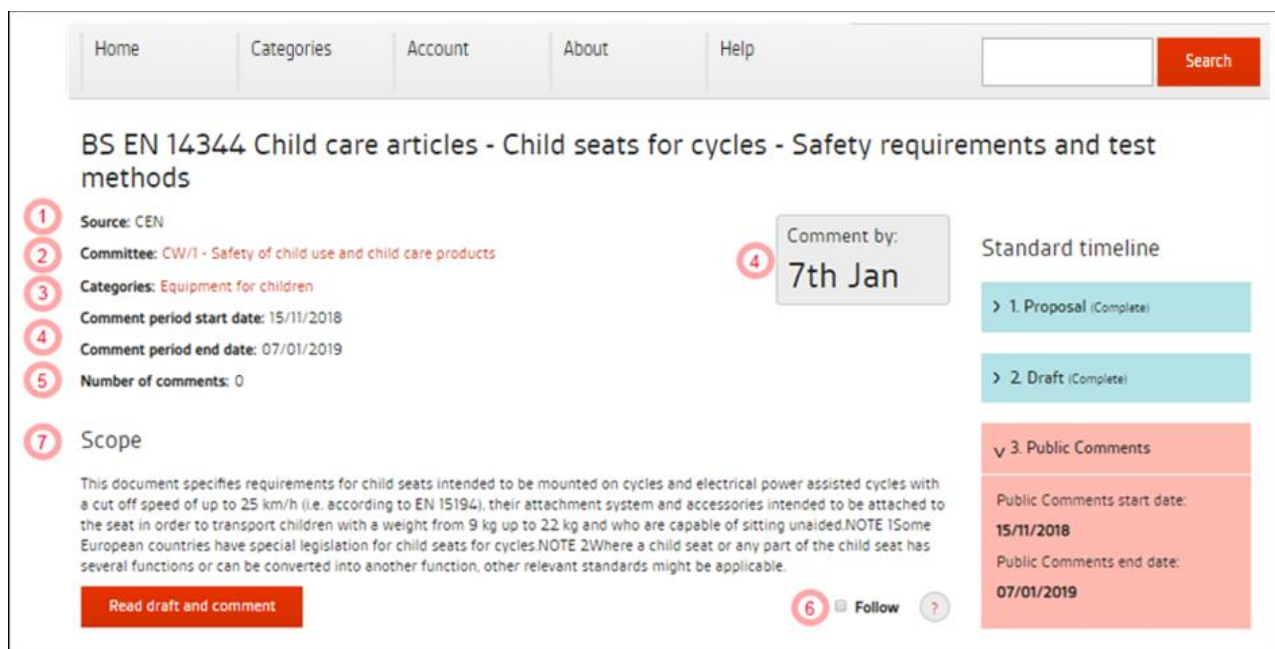 Home
Categories
Account
About
Help
Search
BS EN 14344 Child care articles - Child seats for cycles - Safety requirements and test
methods
1 Source: CEN
2 Committee: CW/1 - Safety of child use and child care products
3 Categories: Equipment for children
Comment period start date: 15/11/2018
4
Comment period end date: 07/01/2019
5 Number of comments: 0
4
Comment by:
7th Jan
7 Scope
This document specifies requirements for child seats intended to be mounted on cycles and electrical power assisted cycles with
a cut off speed of up to 25 km/h (i.e. according to EN 15194), their attachment system and accessories intended to be attached to
the seat in order to transport children with a weight from 9 kg up to 22 kg and who are capable of sitting unaided.NOTE 1Some
European countries have special legislation for child seats for cycles.NOTE 2Where a child seat or any part of the child seat has
several functions or can be converted into another function, other relevant standards might be applicable.
Read draft and comment
6 Follow ?
Standard timeline
> 1. Proposal (Complete)
> 2. Draft (Complete)
v 3. Public Comments
Public Comments start date:
15/11/2018
Public Comments end date:
07/01/2019